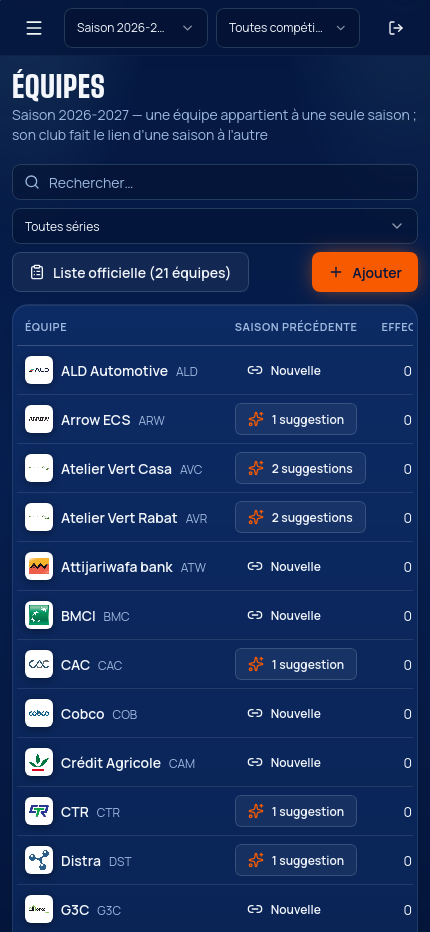 Saison 2026-2... Toutes compéti...
ÉQUIPES
Saison 2026-2027 — une équipe appartient à une seule saison ;
son club fait le lien d'une saison à l'autre
Rechercher...
Toutes séries
Liste officielle (21 équipes) Ajouter
ÉQUIPE SAISON PRÉCÉDENTE EFFEC
ALD Automotive ALD Nouvelle 0
Arrow ECS ARW 1 suggestion 0
Atelier Vert Casa AVC 2 suggestions 0
Atelier Vert Rabat AVR 2 suggestions 0
Attijariwafa bank ATW Nouvelle 0
BMCI BMC Nouvelle 0
CAC CAC 1 suggestion 0
Cobco COB Nouvelle 0
Crédit Agricole CAM Nouvelle 0
CTR CTR 1 suggestion 0
Distra DST 1 suggestion 0
G3C G3C Nouvelle 0